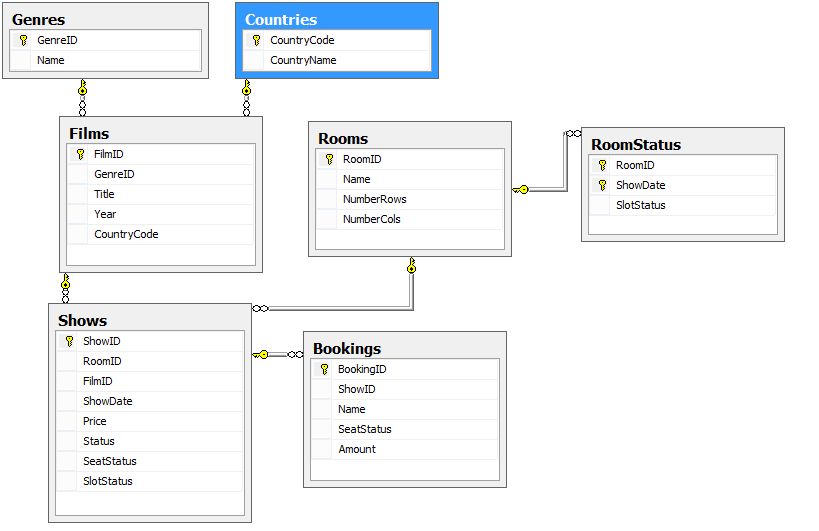 Genres
GenreID
Name
Countries
CountryCode
CountryName
Films
FilmID
GenreID
Title
Year
CountryCode
Rooms
RoomID
Name
NumberRows
NumberCols
RoomStatus
RoomID
ShowDate
SlotStatus
Shows
ShowID
RoomID
FilmID
ShowDate
Price
Status
SeatStatus
SlotStatus
Bookings
BookingID
ShowID
Name
SeatStatus
Amount